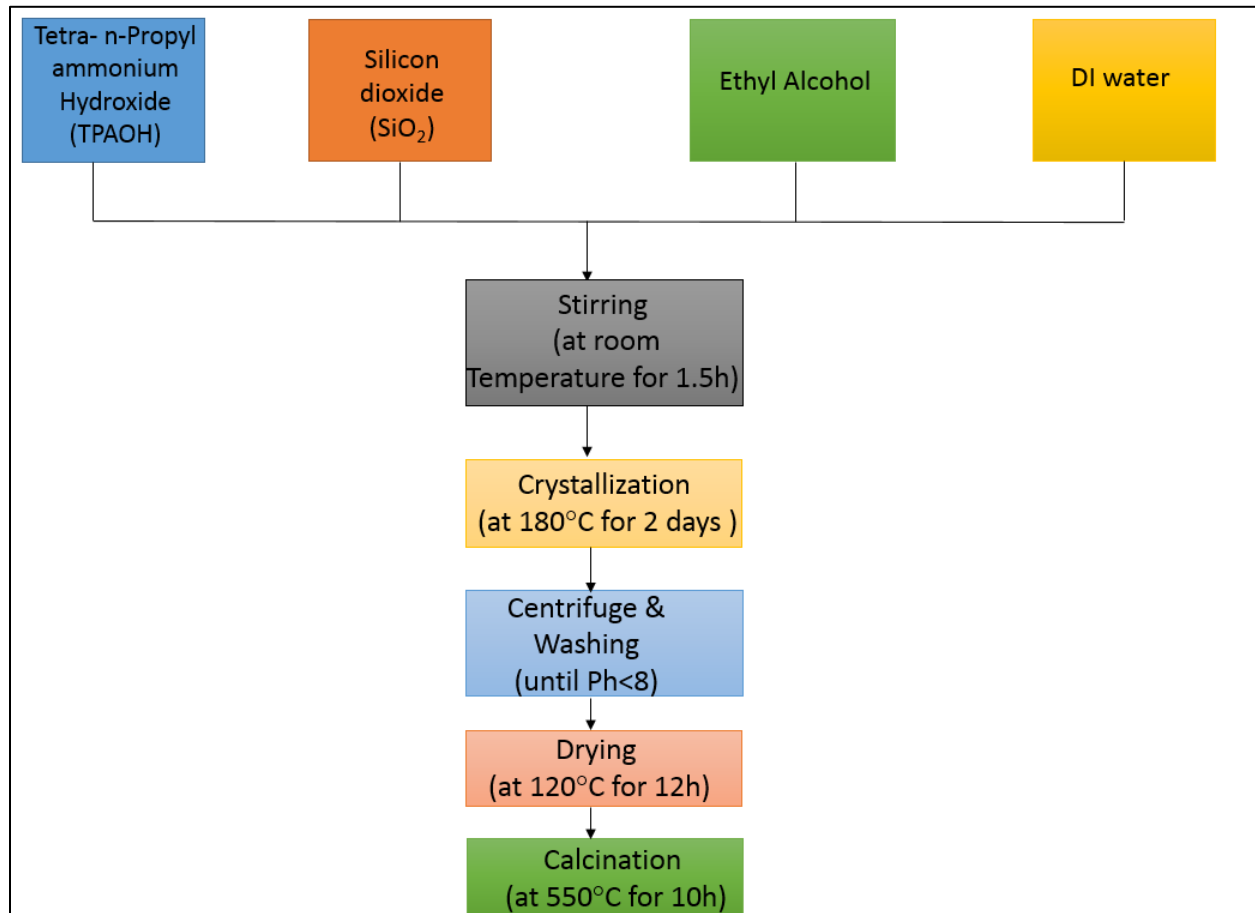 Tetra- n-Propyl
ammonium
Hydroxide
(TPAOH)
Silicon
dioxide
(SiO₂)
Ethyl Alcohol
DI water
Stirring
(at room
Temperature for 1.5h)
Crystallization
(at 180°C for 2 days )
Centrifuge &
Washing
(until Ph<8)
Drying
(at 120°C for 12h)
Calcination
(at 550°C for 10h)